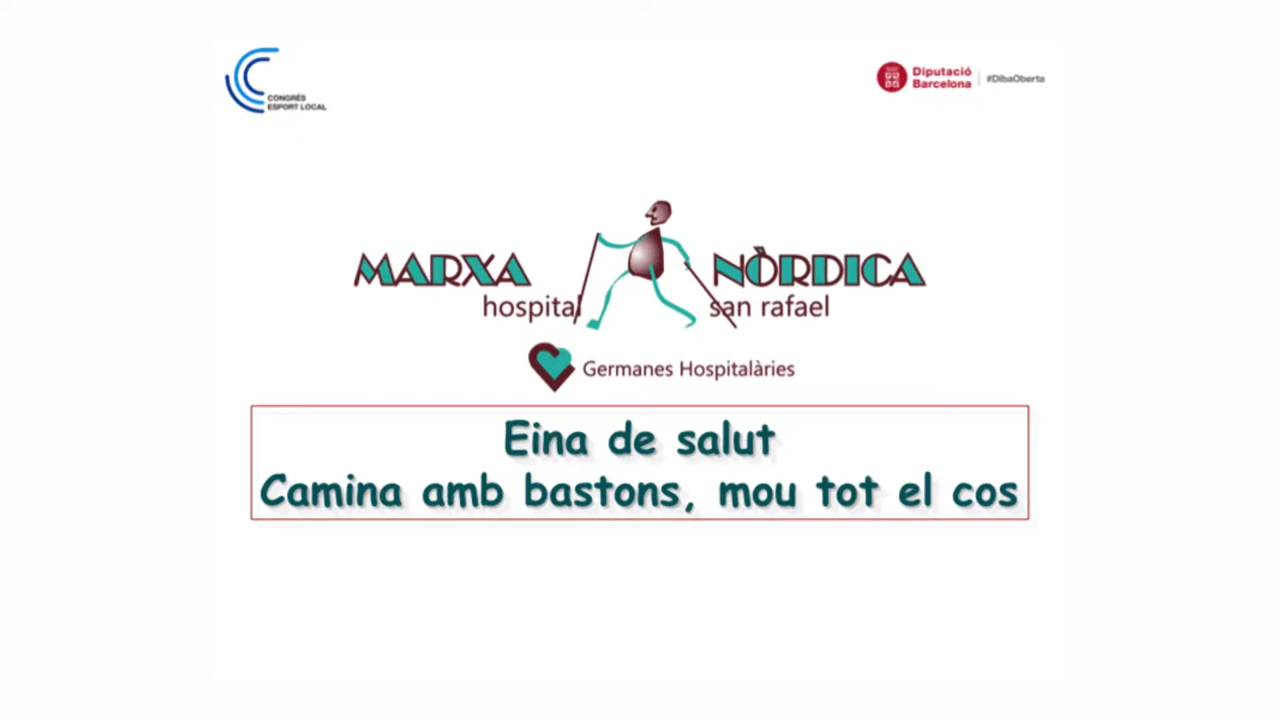 CONGRÉS
ESPORT LOCAL
Diputació
Barcelona
#DibaOberta
MARXA NÒRDICA
hospital san rafael
Germanes Hospitalàries
Eina de salut
Camina amb bastons, mou tot el cos